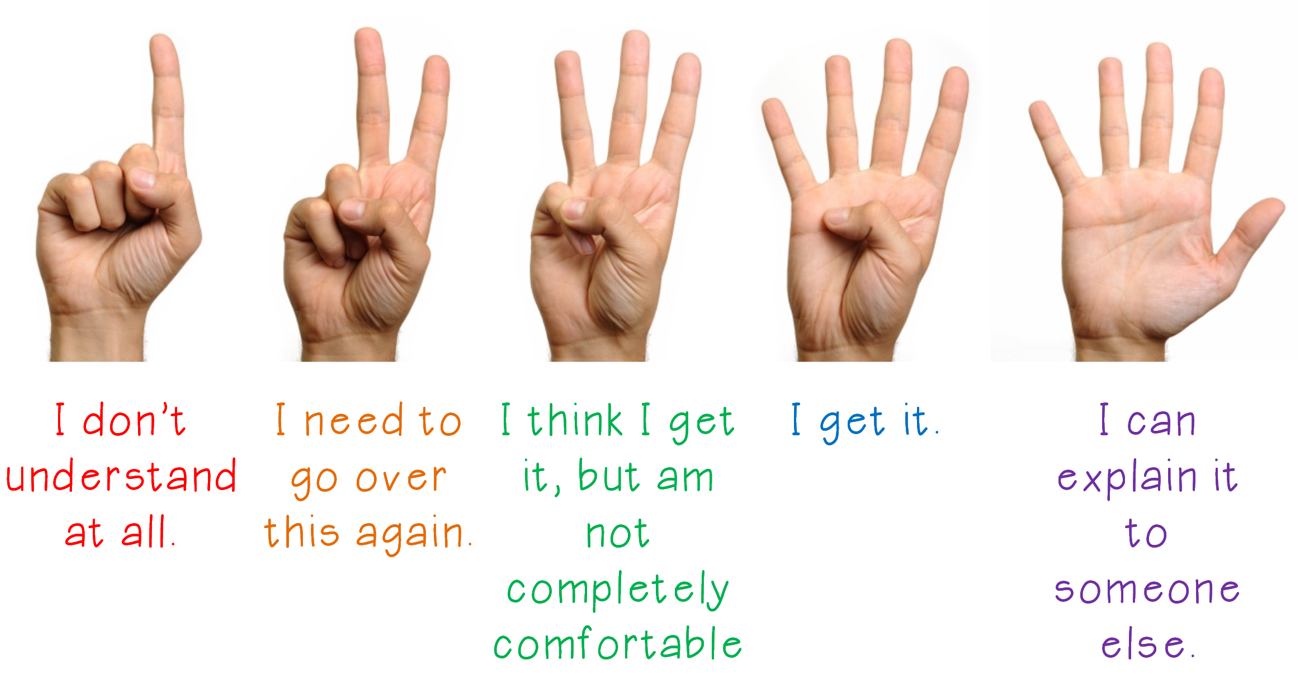 I don't
understand
at all.
I need to
go over
this again.
I think I get
it, but am
not
completely
comfortable
I get it.
I can
explain it
to
someone
else.